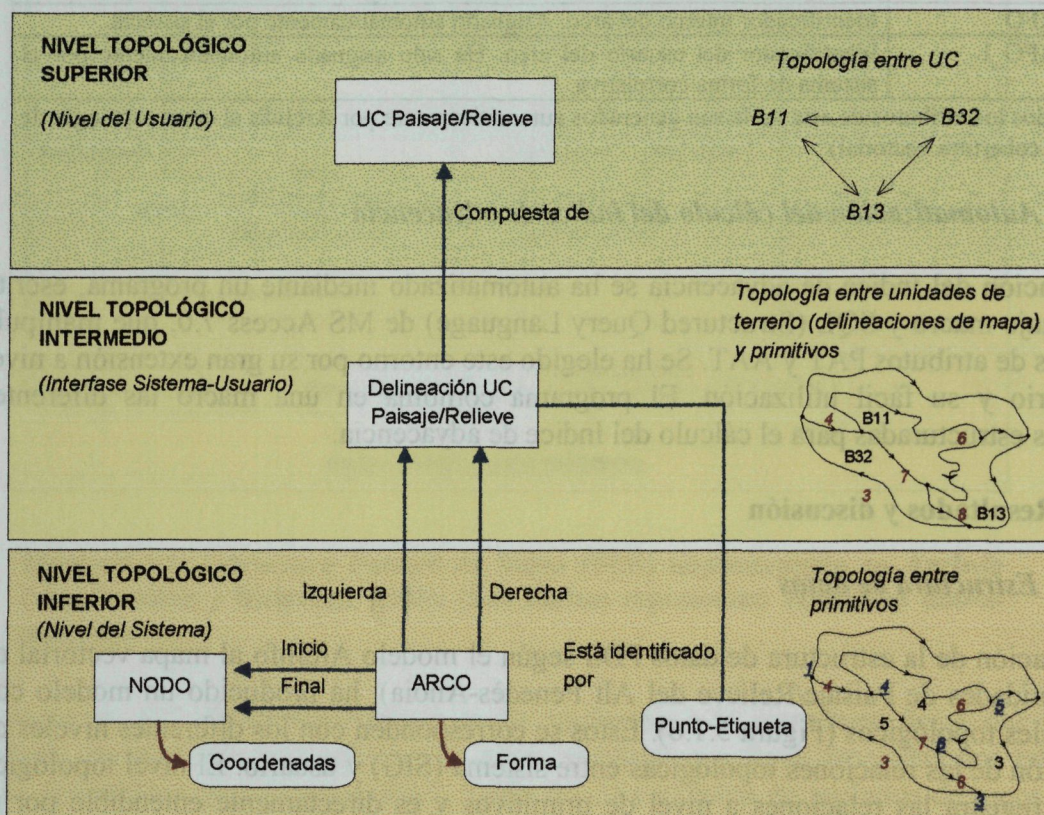 NIVEL TOPOLÓGICO
SUPERIOR
(Nivel del Usuario)
UC Paisaje/Relieve
Topología entre UC
B11
B32
B13
Compuesta de
NIVEL TOPOLÓGICO
INTERMEDIO
(Interfase Sistema-Usuario)
Delineación UC
Paisaje/Relieve
Topología entre unidades de
terreno (delineaciones de mapa)
y primitivos
4
B11
6
B32
7
3
8
B13
NIVEL TOPOLÓGICO
INFERIOR
(Nivel del Sistema)
Izquierda
Derecha
Inicio
Final
NODO
ARCO
Está identificado
por
Coordenadas
Forma
Punto-Etiqueta
Topología entre
primitivos
1
4
4
4
6
5
5
7
3
3
8
3